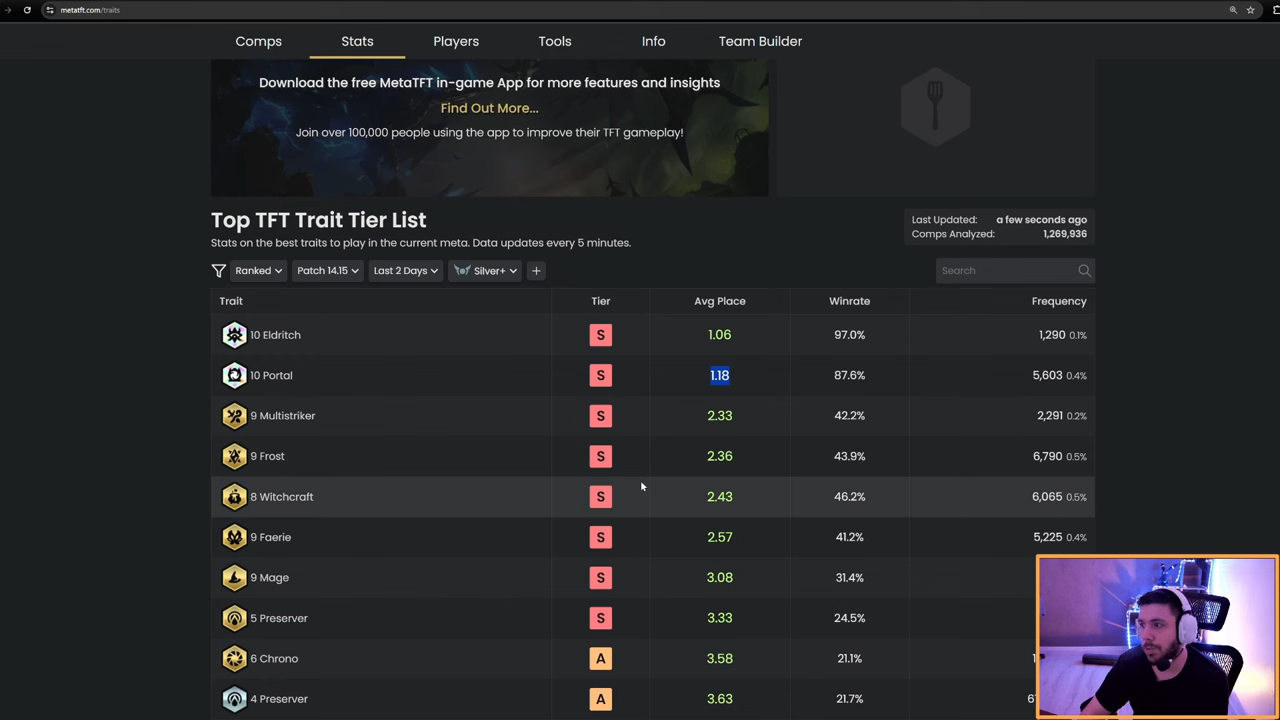 metatft.com/traits
Comps Stats Players Tools Info Team Builder
Download the free MetaTFT in-game App for more features and insights
Find Out More...
Join over 100,000 people using the app to improve their TFT gameplay!
Top TFT Trait Tier List
Stats on the best traits to play in the current meta. Data updates every 5 minutes.
Last Updated: a few seconds ago
Comps Analyzed: 1,269,936
Ranked Patch 14.15 Last 2 Days Silver+ +
Search
Trait Tier Avg Place Winrate Frequency
10 Eldritch S 1.06 97.0% 1,290 0.1%
10 Portal S 1.18 87.6% 5,603 0.4%
9 Multistriker S 2.33 42.2% 2,291 0.2%
9 Frost S 2.36 43.9% 6,790 0.5%
8 Witchcraft S 2.43 46.2% 6,065 0.5%
9 Faerie S 2.57 41.2% 5,225 0.4%
9 Mage S 3.08 31.4%
5 Preserver S 3.33 24.5%
6 Chrono A 3.58 21.1%
4 Preserver A 3.63 21.7%